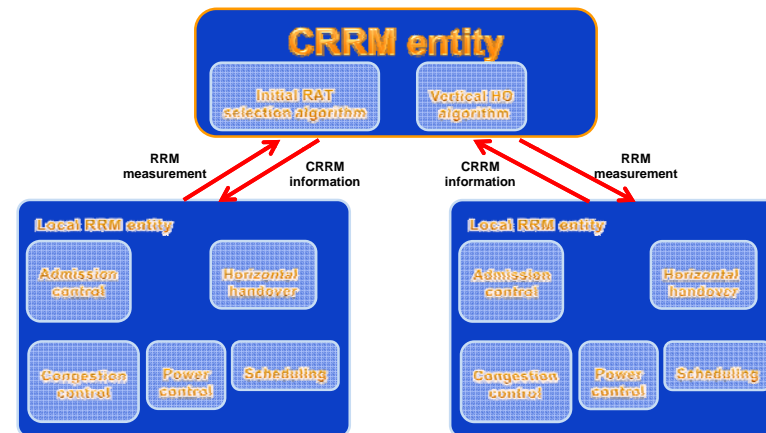 CRRM entity
Initial RAT
selection algorithm
Vertical HO
algorithm
RRM
measurement
CRRM
information
CRRM
information
RRM
measurement
Local RRM entity
Admission
control
Horizontal
handover
Congestion
control
Power
control
Scheduling
Local RRM entity
Admission
control
Horizontal
handover
Congestion
control
Power
control
Scheduling